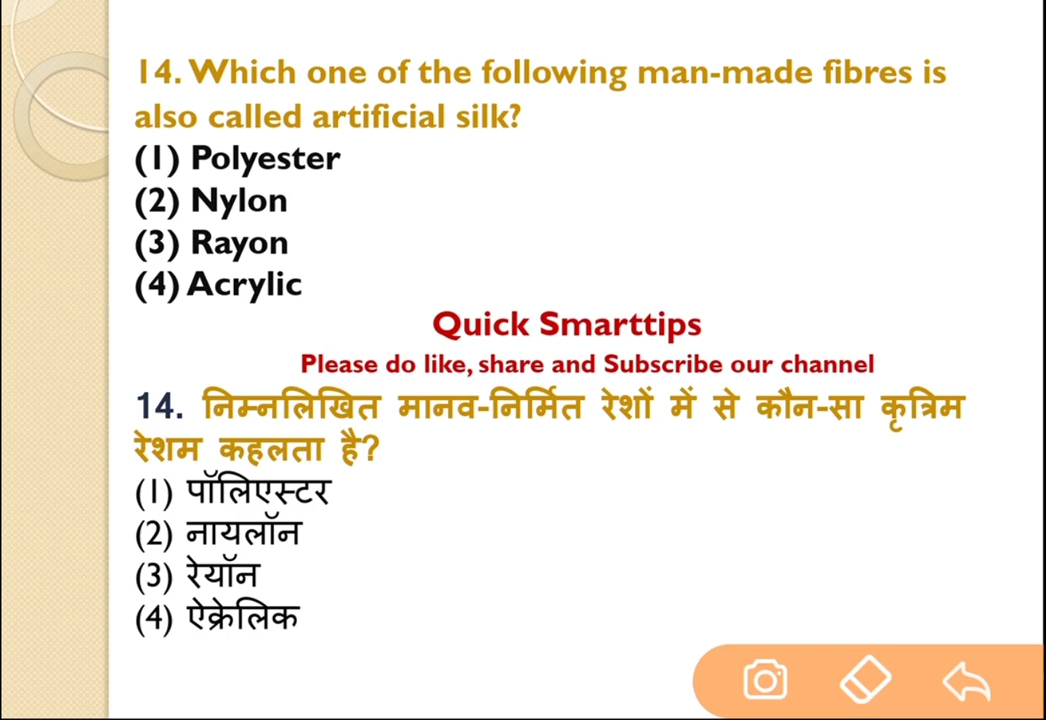 14. Which one of the following man-made fibres is
also called artificial silk?
(1) Polyester
(2) Nylon
(3) Rayon
(4) Acrylic
Quick Smarttips
Please do like, share and Subscribe our channel
14. निम्नलिखित मानव-निर्मित रेशों में से कौन-सा कृत्रिम
रेशम कहलता है?
(1) पॉलिएस्टर
(2) नायलॉन
(3) रेयॉन
(4) ऐक्रेलिक